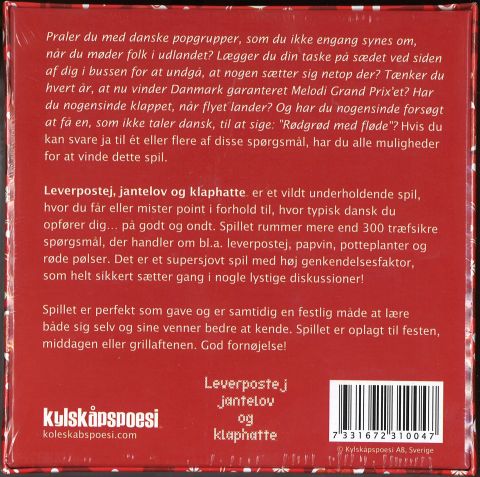 Praler du med danske popgrupper, som du ikke engang synes om,
når du møder folk i udlandet? Lægger du din taske på sædet ved siden
af dig i bussen for at undgå, at nogen sætter sig netop der? Tænker du
hvert år, at nu vinder Danmark garanteret Melodi Grand Prix'et? Har
du nogensinde klappet, når flyet lander? Og har du nogensinde forsøgt
at få en, som ikke taler dansk, til at sige: "Rødgrød med fløde"? Hvis du
kan svare ja til ét eller flere af disse spørgsmål, har du alle muligheder
for at vinde dette spil.
Leverpostej, jantelov og klaphatte. er et vildt underholdende spil,
hvor du får eller mister point i forhold til, hvor typisk dansk du
opfører dig... på godt og ondt. Spillet rummer mere end 300 træfsikre
spørgsmål, der handler om bl.a. leverpostej, papvin, potteplanter og
røde pølser. Det er et supersjovt spil med høj genkendelsesfaktor,
som helt sikkert sætter gang i nogle lystige diskussioner!
Spillet er perfekt som gave og er samtidig en festlig måde at lære
både sig selv og sine venner bedre at kende. Spillet er oplagt til festen,
middagen eller grillaftenen. God fornøjelse!
kylskåpspoesi
koleskabspoesi.com
Leverpostej
jantelov
og
klaphatte
7 331672 310047
© Kylskåpspoesi AB, Sverige